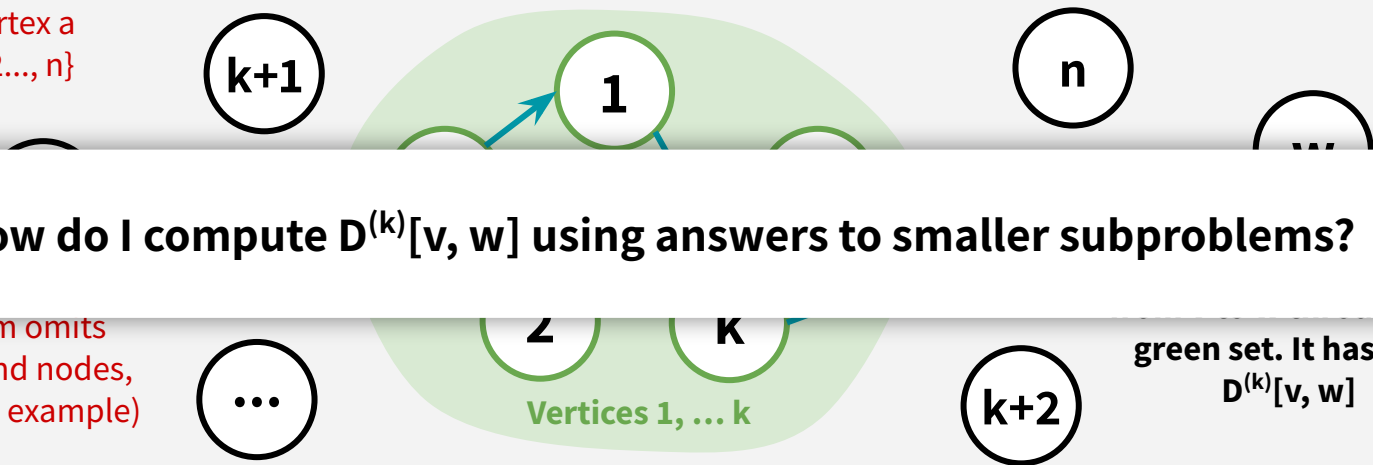 rtex a
..., n}
k+1
1
n
w
ow do I compute D^(k)[v, w] using answers to smaller subproblems?
m omits
nd nodes,
example)
...
2
k
Vertices 1, ... k
k+2
green set. It has
D^(k)[v, w]